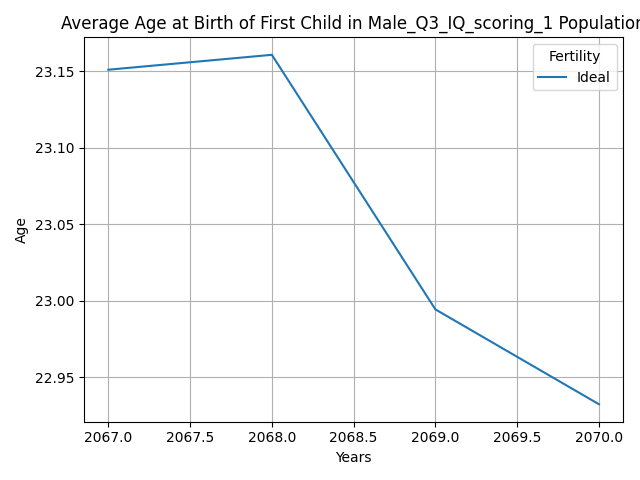 Average Age at Birth of First Child in Male_Q3_IQ_scoring_1 Population
Fertility
Ideal
23.15
23.10
23.05
23.00
22.95
Age
2067.0 2067.5 2068.0 2068.5 2069.0 2069.5 2070.0
Years